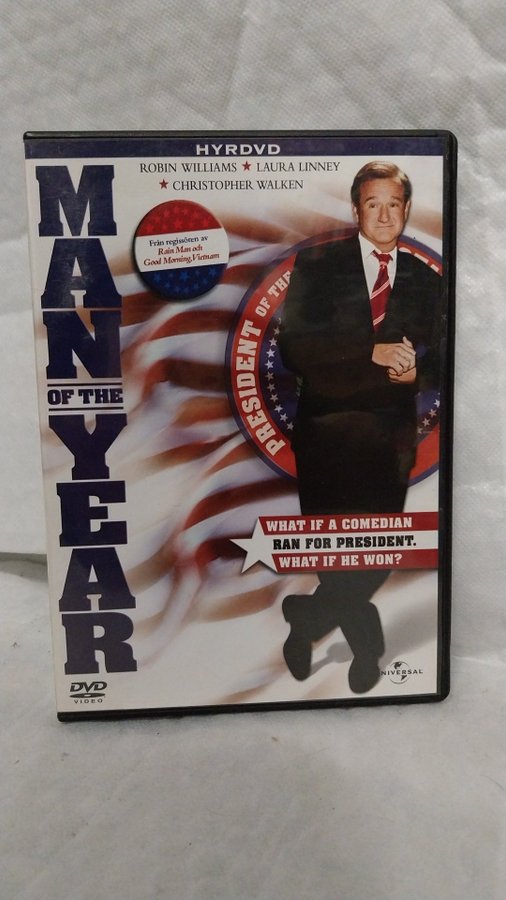 HYRDVD
ROBIN WILLIAMS ★ LAURA LINNEY
★ CHRISTOPHER WALKEN
MAN
OF THE
YEAR
Från regissören av
Rain Man och
Good Morning, Vietnam
PRESIDENT OF THE
WHAT IF A COMEDIAN
RAN FOR PRESIDENT.
WHAT IF HE WON?
DVD
VIDEO
UNIVERSAL